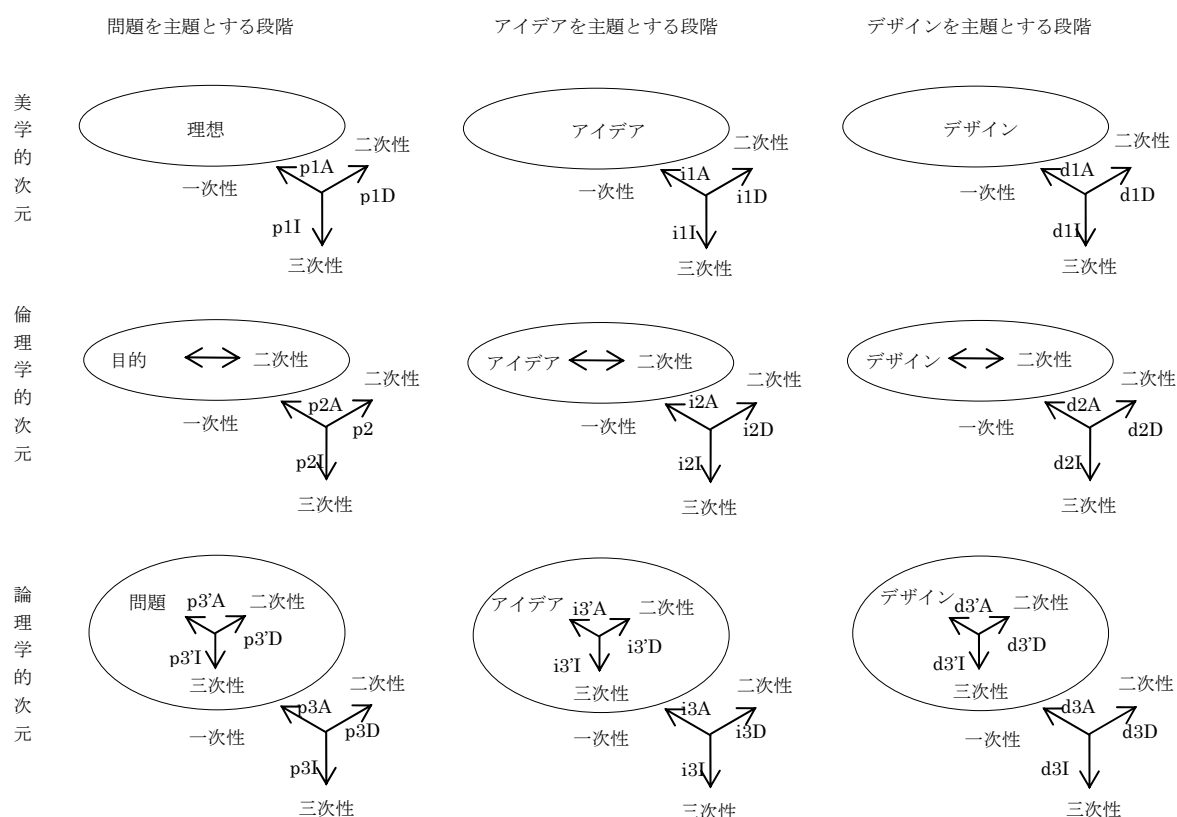 問題を主題とする段階
アイデアを主題とする段階
デザインを主題とする段階
美学的次元
理想
二次性
p1A
一次性
p1D
p1I
三次性
アイデア
二次性
i1A
一次性
i1D
i1I
三次性
デザイン
二次性
d1A
一次性
d1D
d1I
三次性
倫理学的次元
目的
二次性
二次性
p2A
一次性
p2
p2I
三次性
アイデア
二次性
二次性
i2A
一次性
i2D
i2I
三次性
デザイン
二次性
二次性
d2A
一次性
d2D
d2I
三次性
論理学的次元
問題
p3'A
二次性
p3'D
p3'I
三次性
二次性
p3A
一次性
p3D
p3I
三次性
アイデア
i3'A
二次性
i3'D
i3'I
三次性
二次性
i3A
一次性
i3D
i3I
三次性
デザイン
d3'A
二次性
d3'D
d3'I
三次性
二次性
d3A
一次性
d3D
d3I
三次性